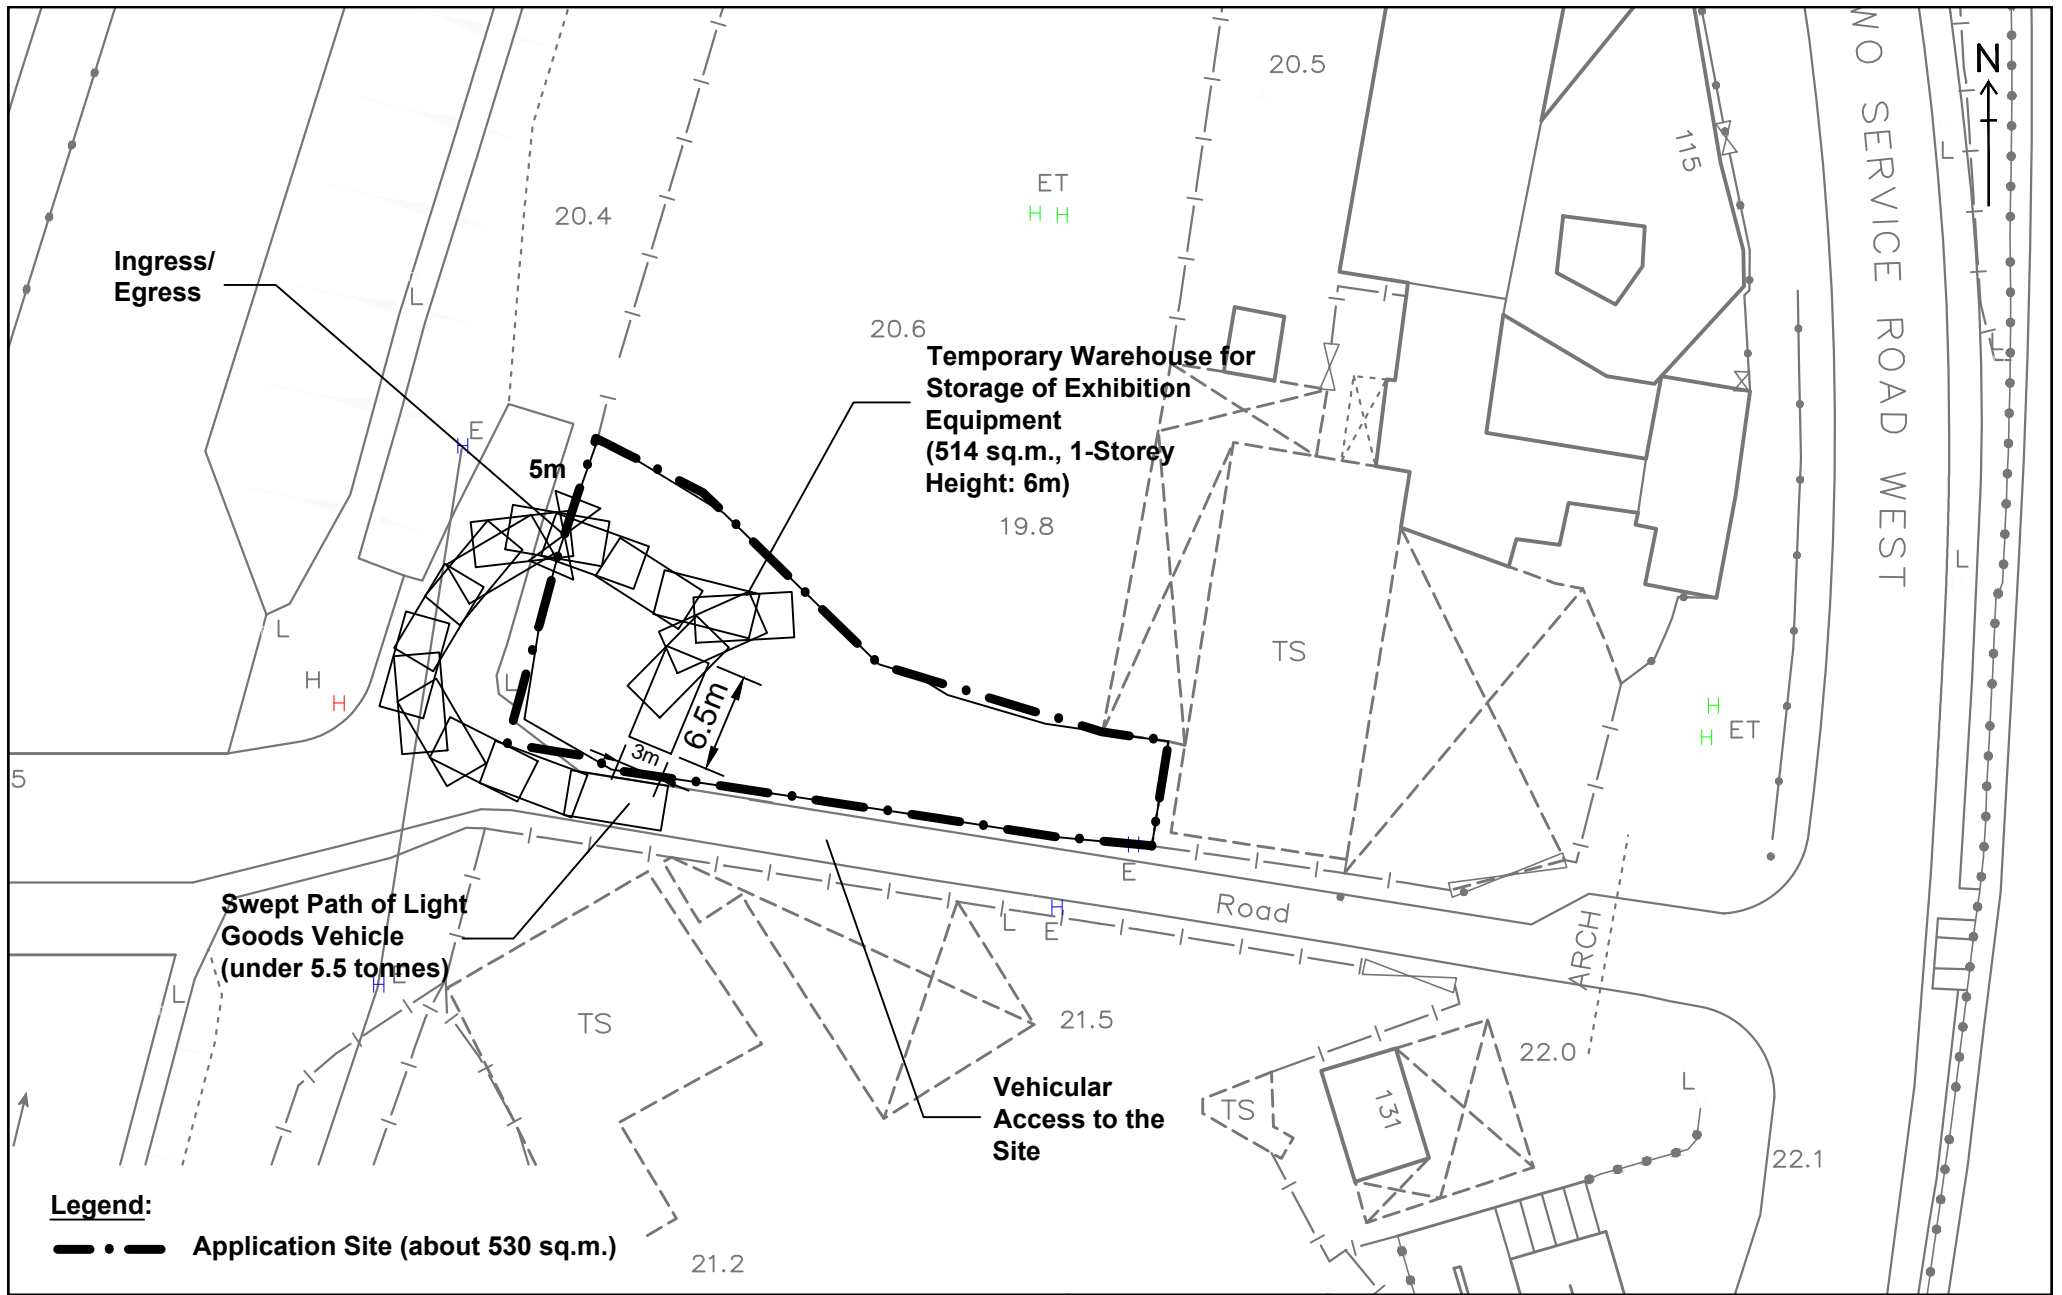 N
20.5
WO SERVICE ROAD WEST
115
L
ET
H H
20.4
Ingress/
Egress
L
20.6
Temporary Warehouse for
Storage of Exhibition
Equipment
(514 sq.m., 1-Storey
Height: 6m)
L
E
H
5m
19.8
L
L
TS
H
H
L
6.5m
3m
H
H
ET
5
H
E
Road
H
L
E
ARCH
Swept Path of Light
Goods Vehicle
(under 5.5 tonnes)
E
H
L
TS
21.5
22.0
Vehicular
Access to the
Site
TS
131
L
22.1
Legend:
Application Site (about 530 sq.m.)
21.2